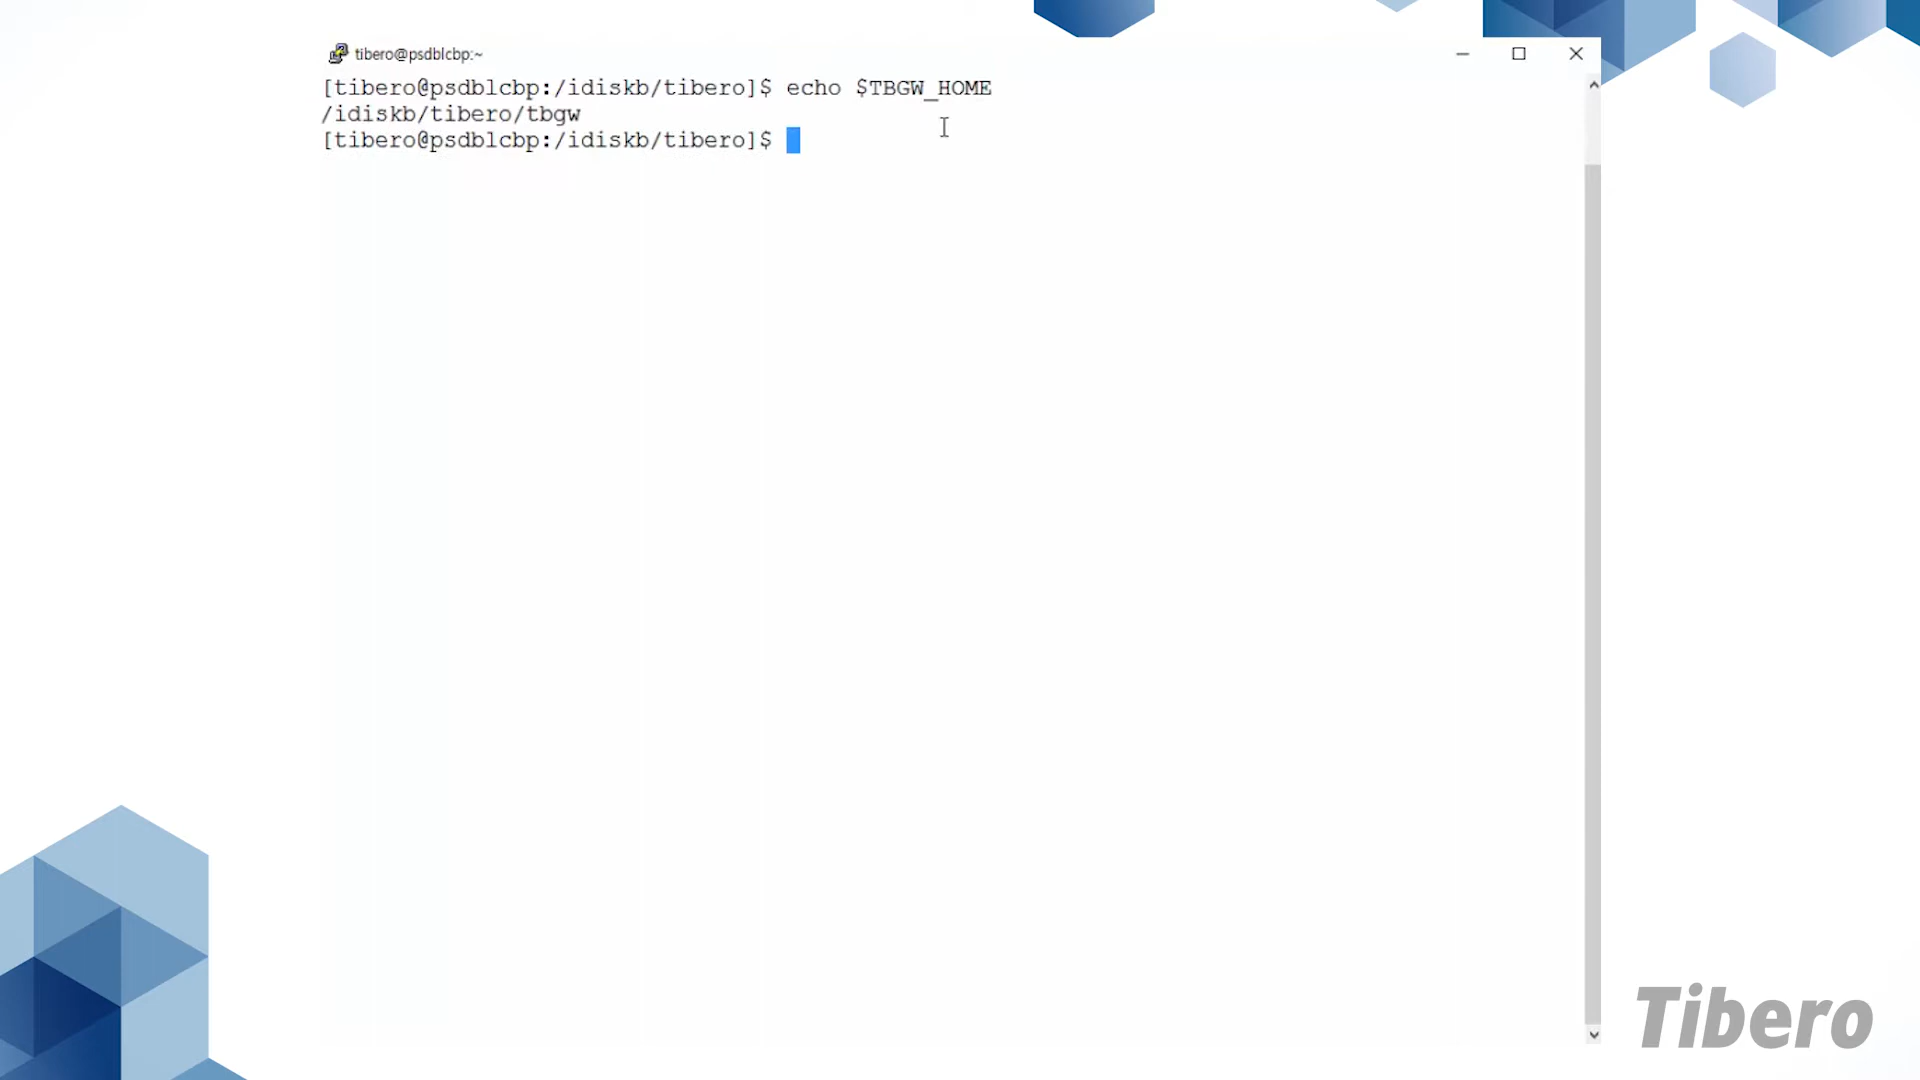 tibero@psdblcbp:~
[tibero@psdblcbp:/idiskb/tibero]$ echo $TBGW_HOME
/idiskb/tibero/tbgw
[tibero@psdblcbp:/idiskb/tibero]$
Tibero